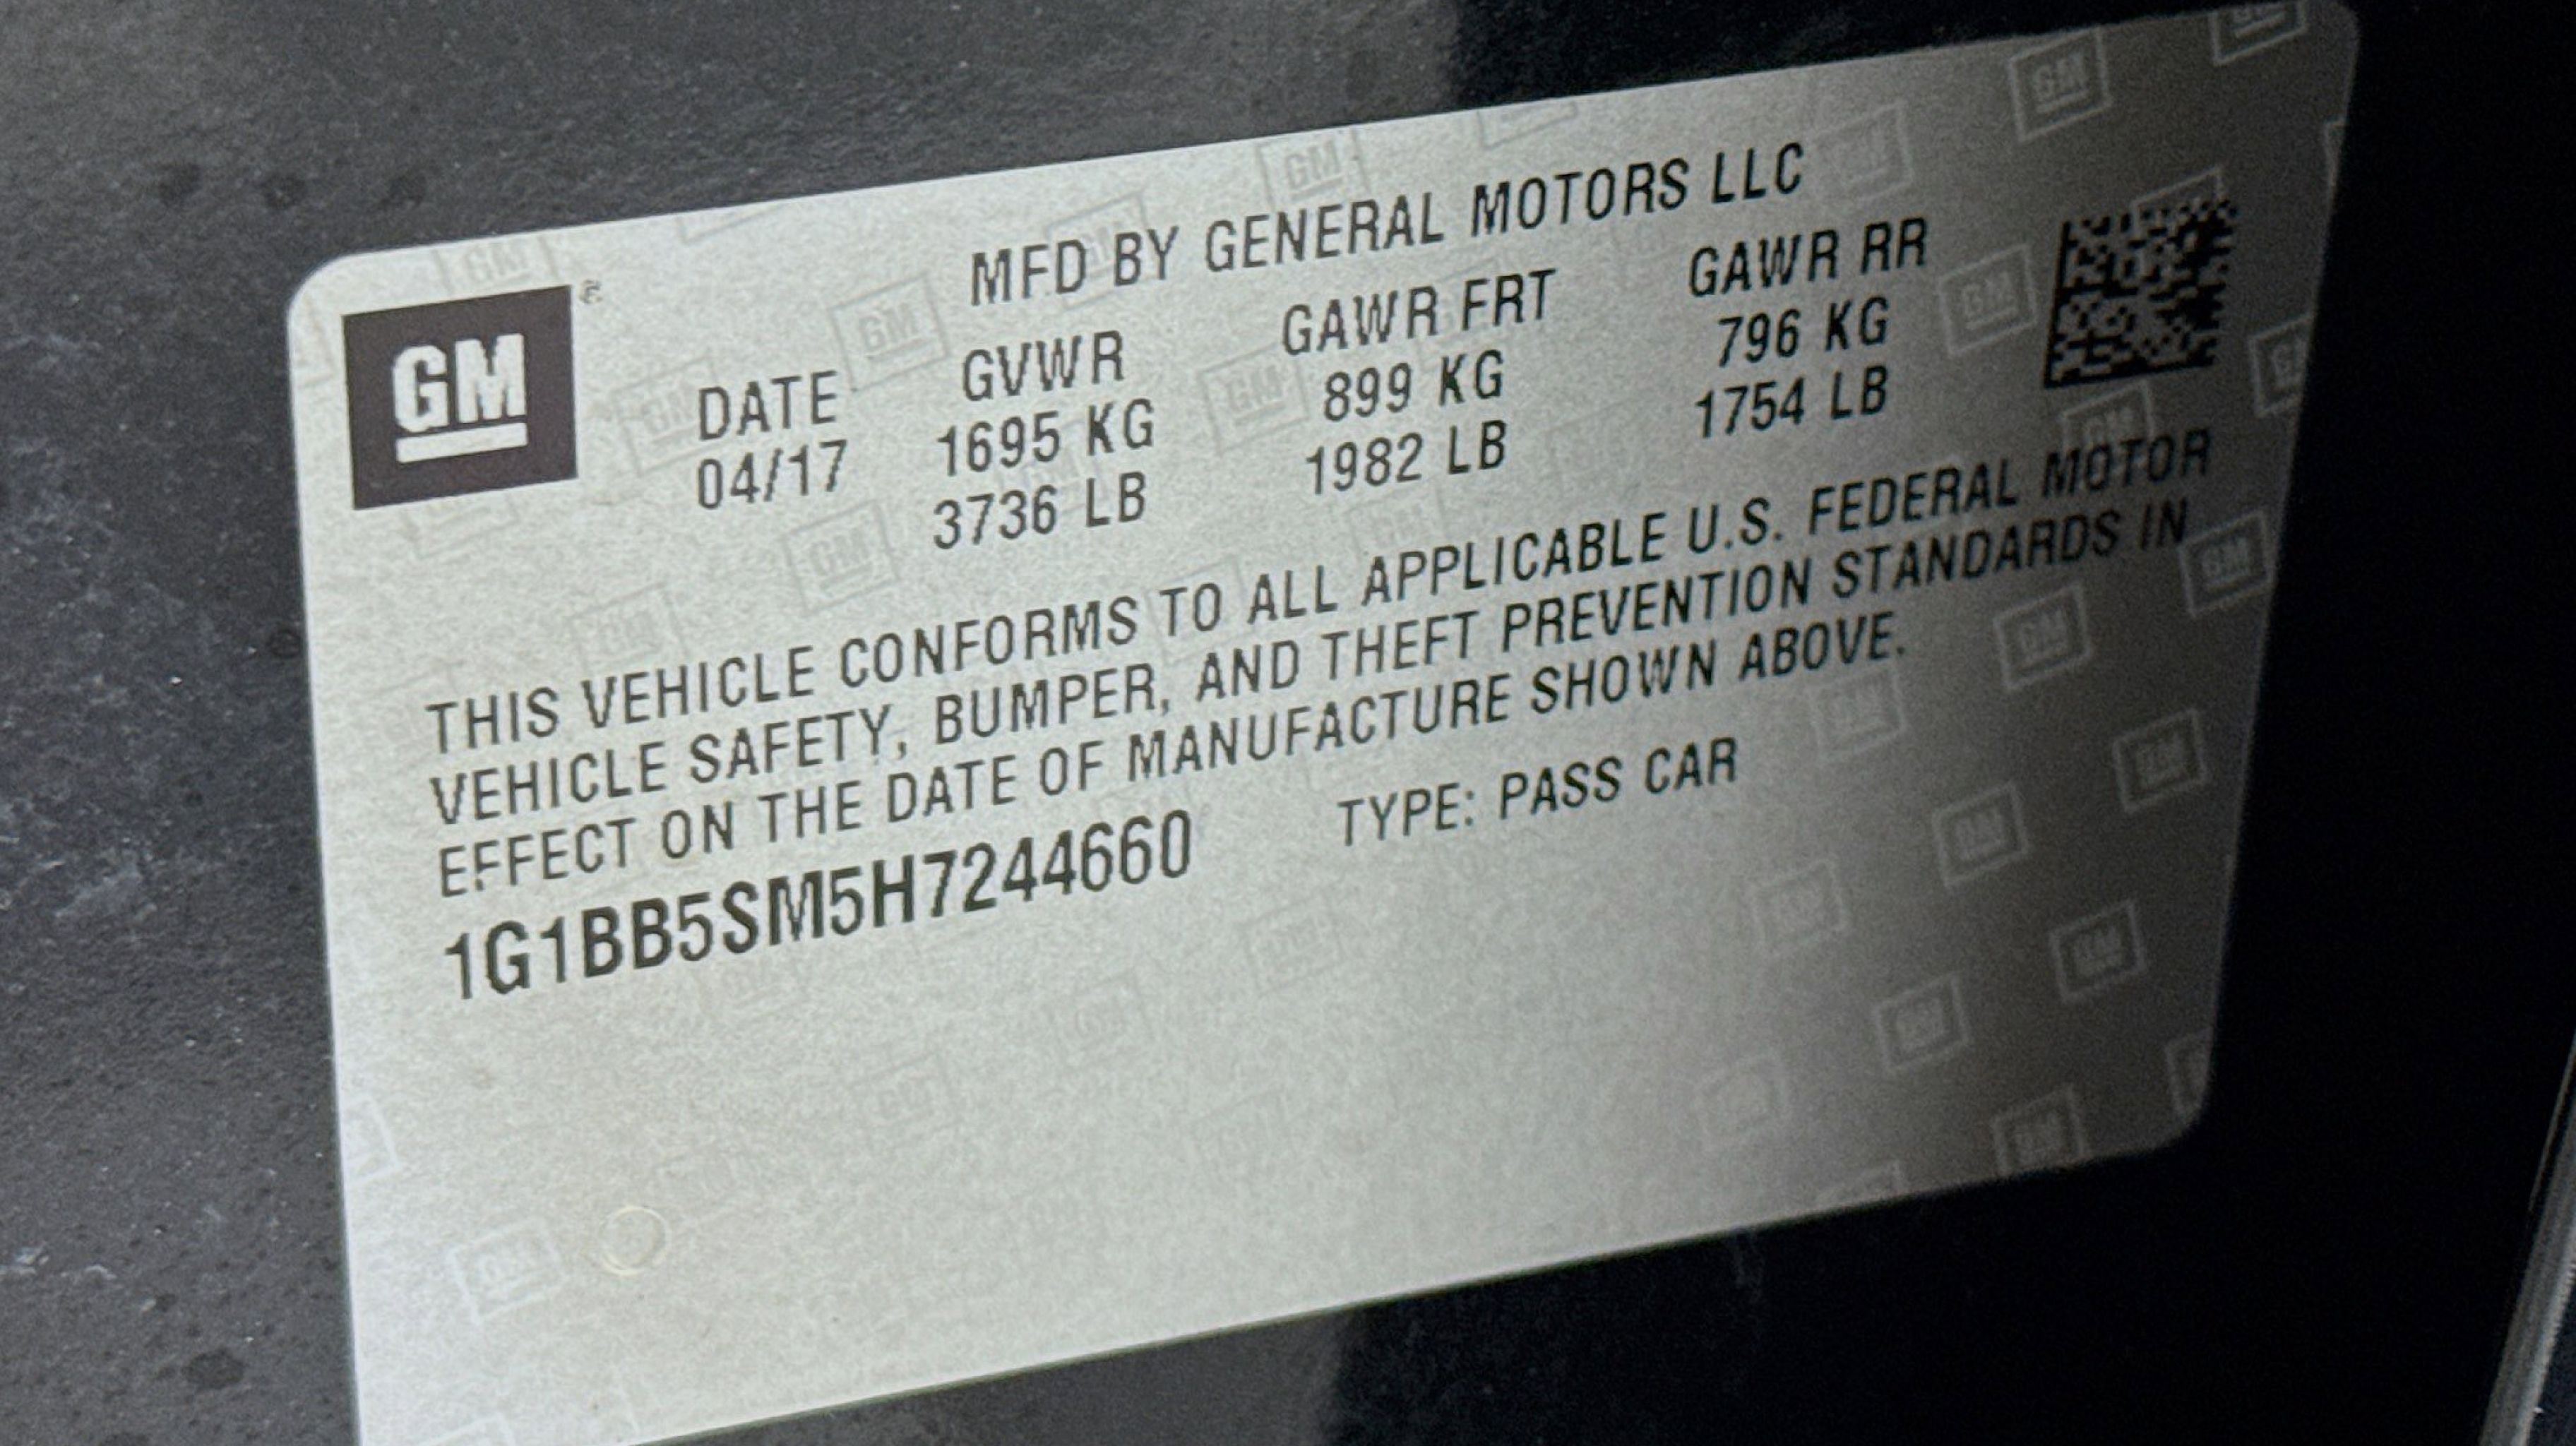 GM
MFD BY GENERAL MOTORS LLC
DATE GVWR GAWR FRT GAWR RR
04/17 1695 KG 899 KG 796 KG
3736 LB 1982 LB 1754 LB
THIS VEHICLE CONFORMS TO ALL APPLICABLE U.S. FEDERAL MOTOR
VEHICLE SAFETY, BUMPER, AND THEFT PREVENTION STANDARDS IN
EFFECT ON THE DATE OF MANUFACTURE SHOWN ABOVE.
1G1BB5SM5H7244660 TYPE: PASS CAR